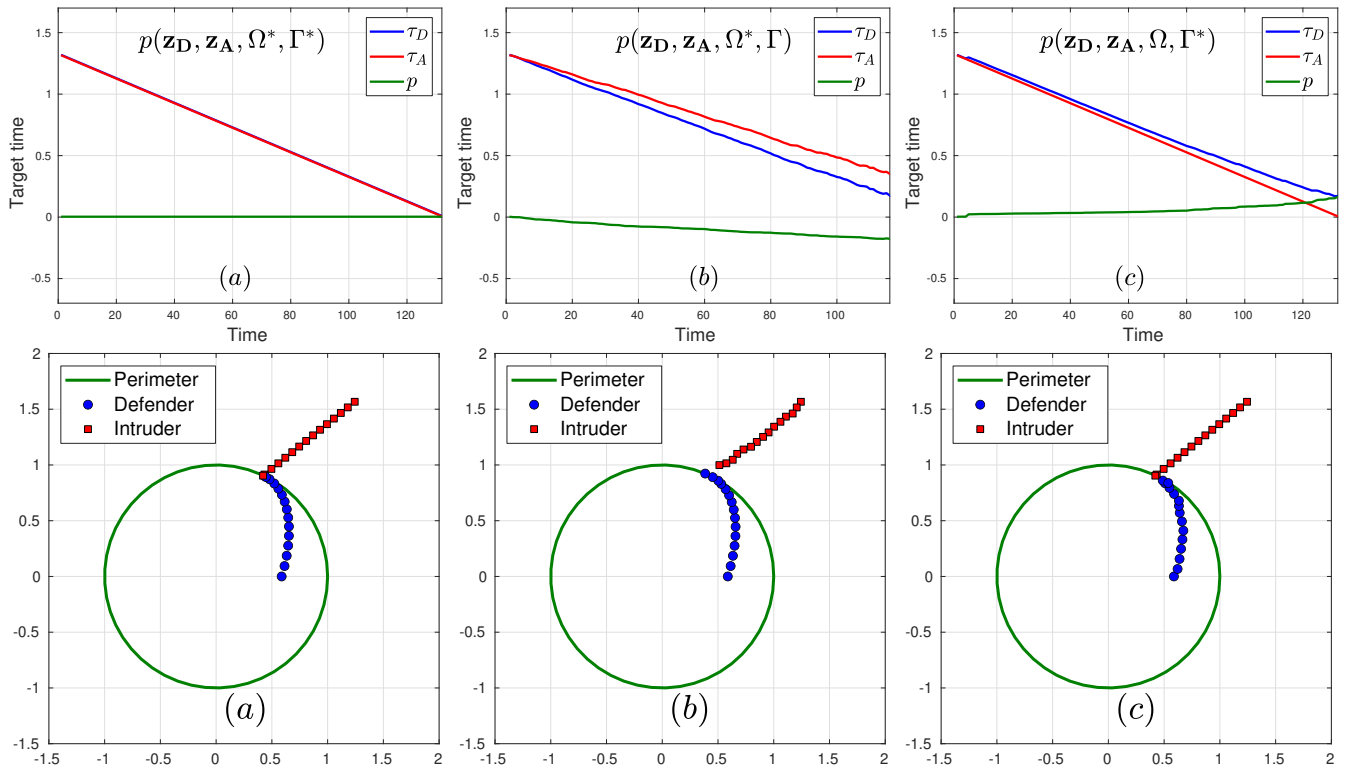 p(z_D, z_A, Ω*, Γ*)
τ_D
τ_A
p
1.5
1
0.5
0
-0.5
Target time
0 20 40 60 80 100 120
Time
(a)
p(z_D, z_A, Ω*, Γ)
τ_D
τ_A
p
1.5
1
0.5
0
-0.5
Target time
0 20 40 60 80 100
Time
(b)
p(z_D, z_A, Ω, Γ*)
τ_D
τ_A
p
1.5
1
0.5
0
-0.5
Target time
0 20 40 60 80 100 120
Time
(c)
Perimeter
Defender
Intruder
2
1.5
1
0.5
0
-0.5
-1
-1.5
-1.5 -1 -0.5 0 0.5 1 1.5 2
(a)
Perimeter
Defender
Intruder
2
1.5
1
0.5
0
-0.5
-1
-1.5
-1.5 -1 -0.5 0 0.5 1 1.5 2
(b)
Perimeter
Defender
Intruder
2
1.5
1
0.5
0
-0.5
-1
-1.5
-1.5 -1 -0.5 0 0.5 1 1.5 2
(c)